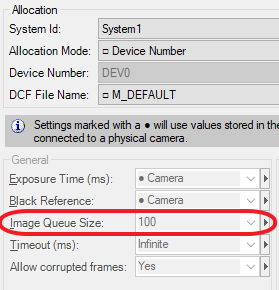 Allocation
System Id: System1
Allocation Mode: □ Device Number
Device Number: DEV0
DCF File Name: □ M_DEFAULT
Settings marked with a ● will use values stored in the
connected to a physical camera.
General
Exposure Time (ms): ● Camera
Black Reference: ● Camera
Image Queue Size: 100
Timeout (ms): Infinite
Allow corrupted frames: Yes